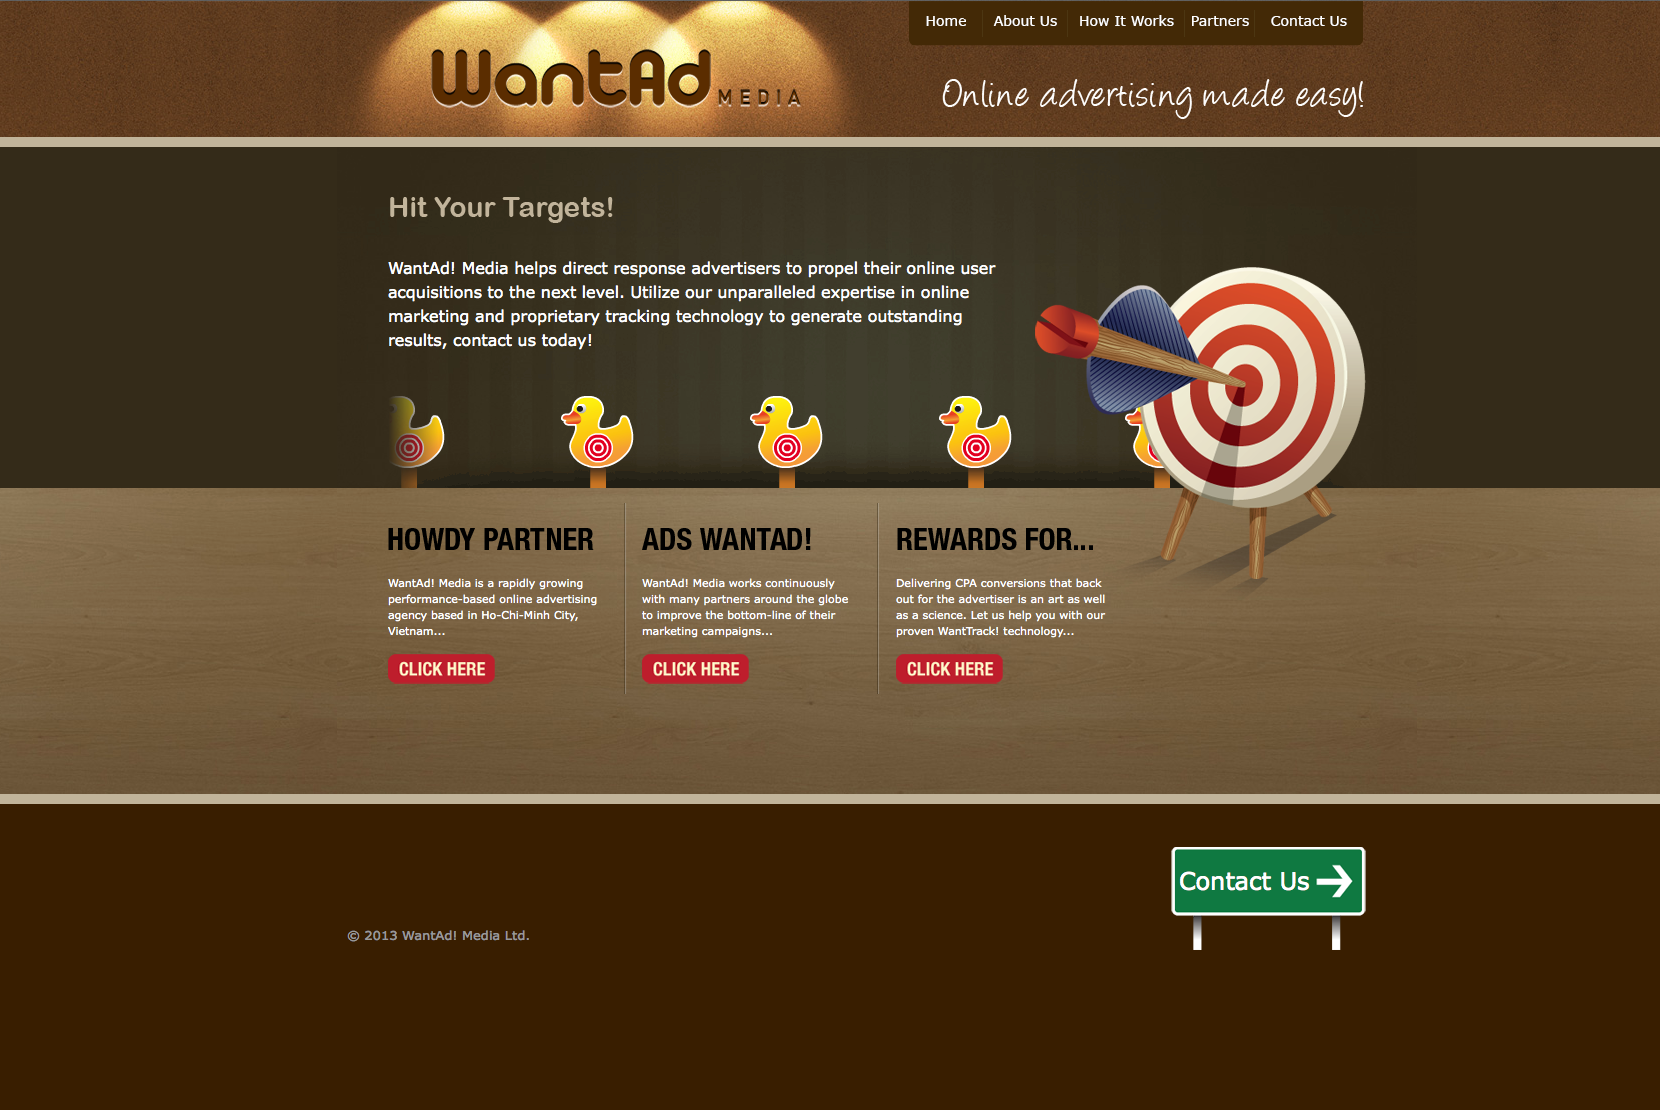 WantAd MEDIA
Home About Us How It Works Partners Contact Us
Online advertising made easy!
Hit Your Targets!
WantAd! Media helps direct response advertisers to propel their online user
acquisitions to the next level. Utilize our unparalleled expertise in online
marketing and proprietary tracking technology to generate outstanding
results, contact us today!
HOWDY PARTNER
WantAd! Media is a rapidly growing
performance-based online advertising
agency based in Ho-Chi-Minh City,
Vietnam...
CLICK HERE
ADS WANTAD!
WantAd! Media works continuously
with many partners around the globe
to improve the bottom-line of their
marketing campaigns...
CLICK HERE
REWARDS FOR...
Delivering CPA conversions that back
out for the advertiser is an art as well
as a science. Let us help you with our
proven WantTrack! technology...
CLICK HERE
Contact Us
© 2013 WantAd! Media Ltd.